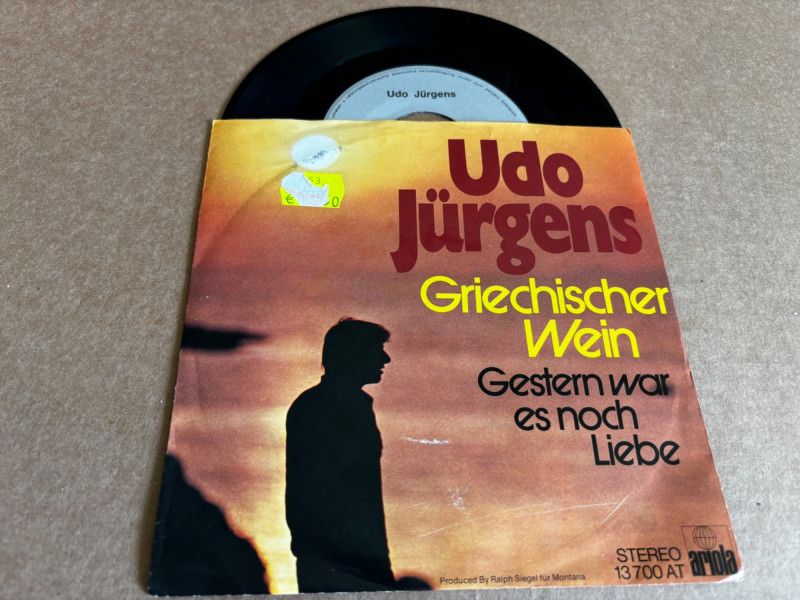 Udo Jürgens
Udo
Jürgens
Griechischer
Wein
Gestern war
es noch
Liebe
STEREO
13 700 AT
ariola
Produced By Ralph Siegel für Montana